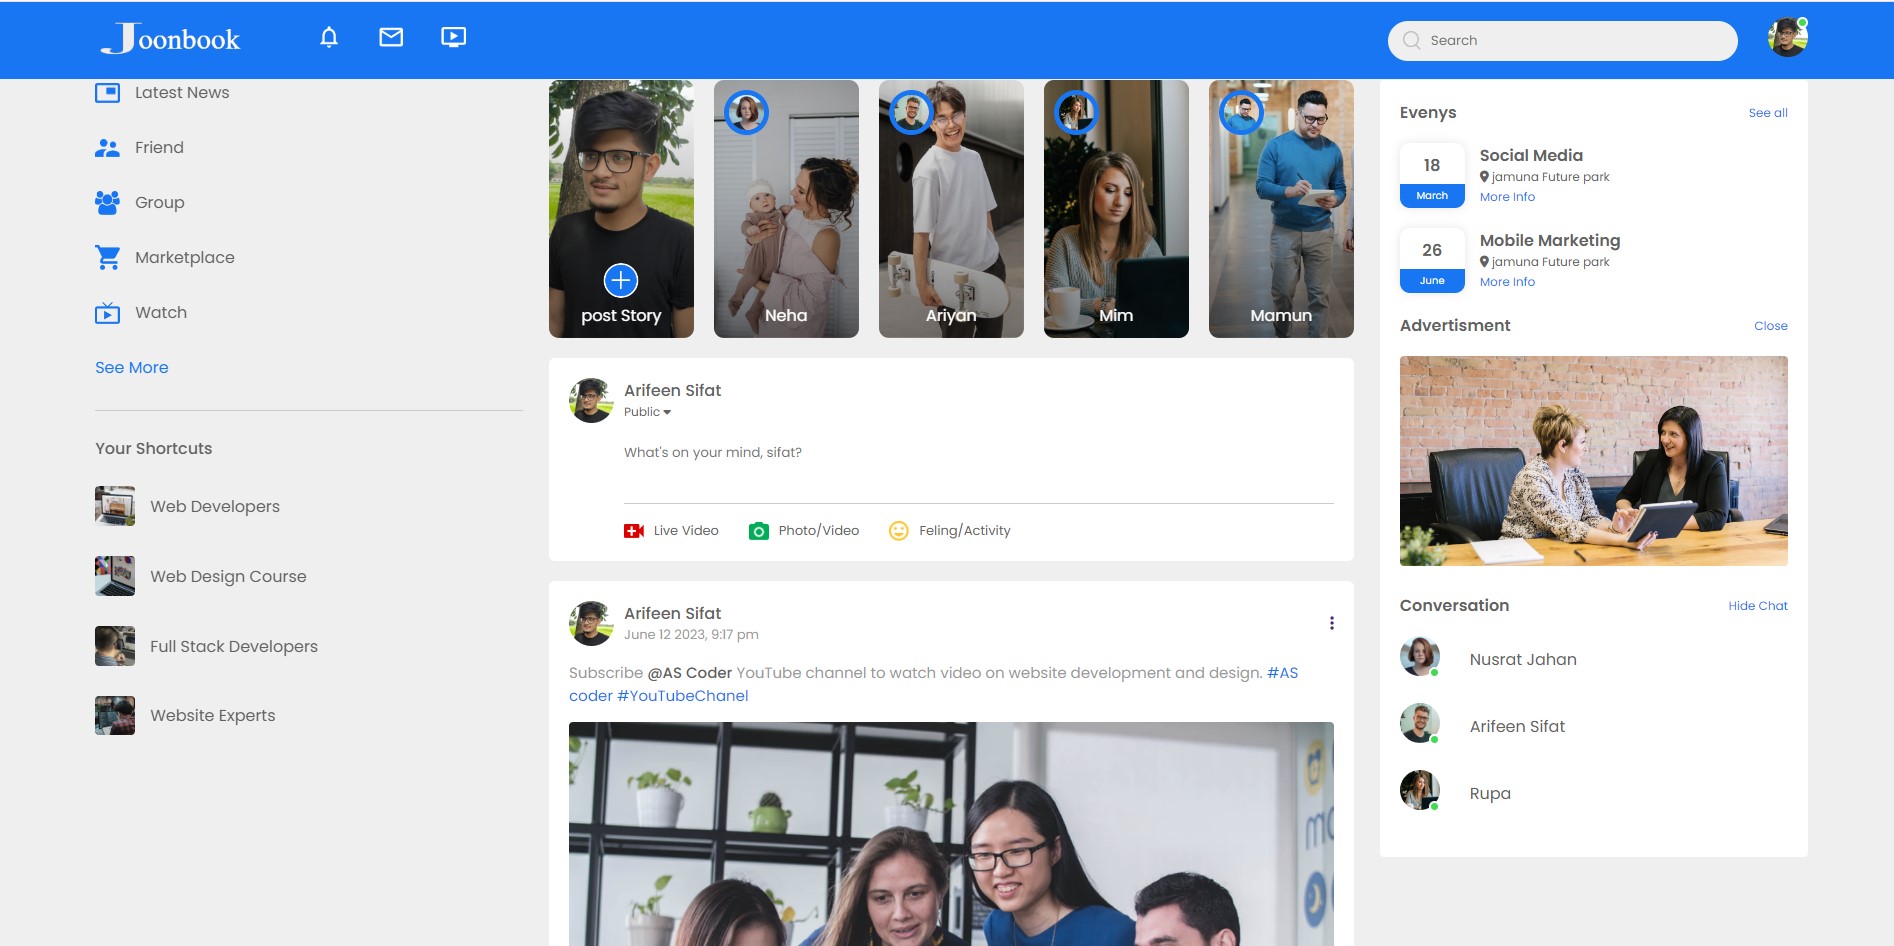 Joonbook
Search
Latest News
Friend
Group
Marketplace
Watch
See More
Your Shortcuts
Web Developers
Web Design Course
Full Stack Developers
Website Experts
post Story
Neha
Ariyan
Mim
Mamun
Arifeen Sifat
Public
What's on your mind, sifat?
Live Video
Photo/Video
Feling/Activity
Arifeen Sifat
June 12 2023, 9:17 pm
Subscribe @AS Coder YouTube channel to watch video on website development and design. #AS
coder #YouTubeChanel
Evenys
See all
18
March
Social Media
jamuna Future park
More Info
26
June
Mobile Marketing
jamuna Future park
More Info
Advertisment
Close
Conversation
Hide Chat
Nusrat Jahan
Arifeen Sifat
Rupa